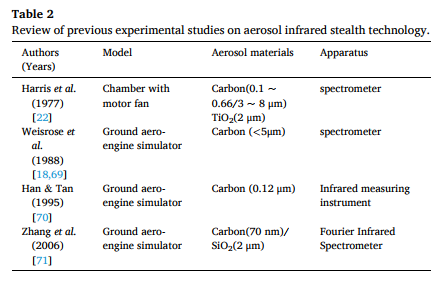 Table 2
Review of previous experimental studies on aerosol infrared stealth technology.
Authors (Years) Model Aerosol materials Apparatus
Harris et al. (1977) [22] Chamber with motor fan Carbon(0.1 ~ 0.66/3 ~ 8 μm) TiO₂(2 μm) spectrometer
Weisrose et al. (1988) [18,69] Ground aero-engine simulator Carbon (<5μm) spectrometer
Han & Tan (1995) [70] Ground aero-engine simulator Carbon (0.12 μm) Infrared measuring instrument
Zhang et al. (2006) [71] Ground aero-engine simulator Carbon(70 nm)/ SiO₂(2 μm) Fourier Infrared Spectrometer